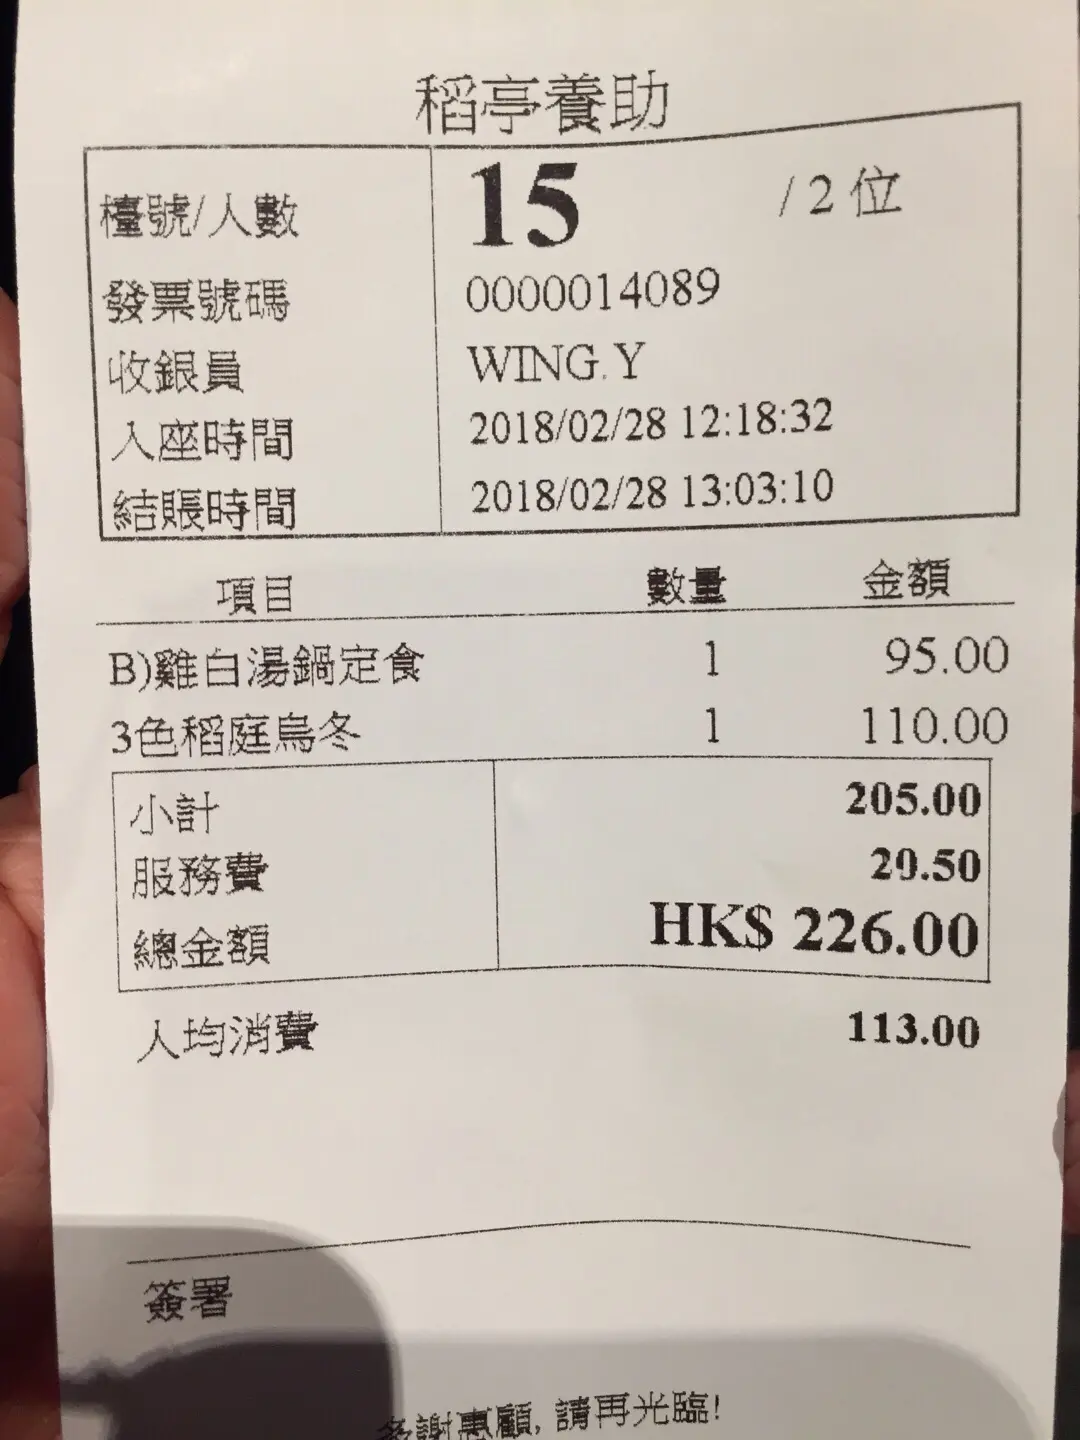 稻亭養助
檯號/人數 15 / 2 位
發票號碼 0000014089
收銀員 WING.Y
入座時間 2018/02/28 12:18:32
結賬時間 2018/02/28 13:03:10
項目 數量 金額
B)雞白湯鍋定食 1 95.00
3色稻庭烏冬 1 110.00
小計 205.00
服務費 20.50
總金額 HK$ 226.00
人均消費 113.00
簽署
多謝惠顧, 請再光臨!